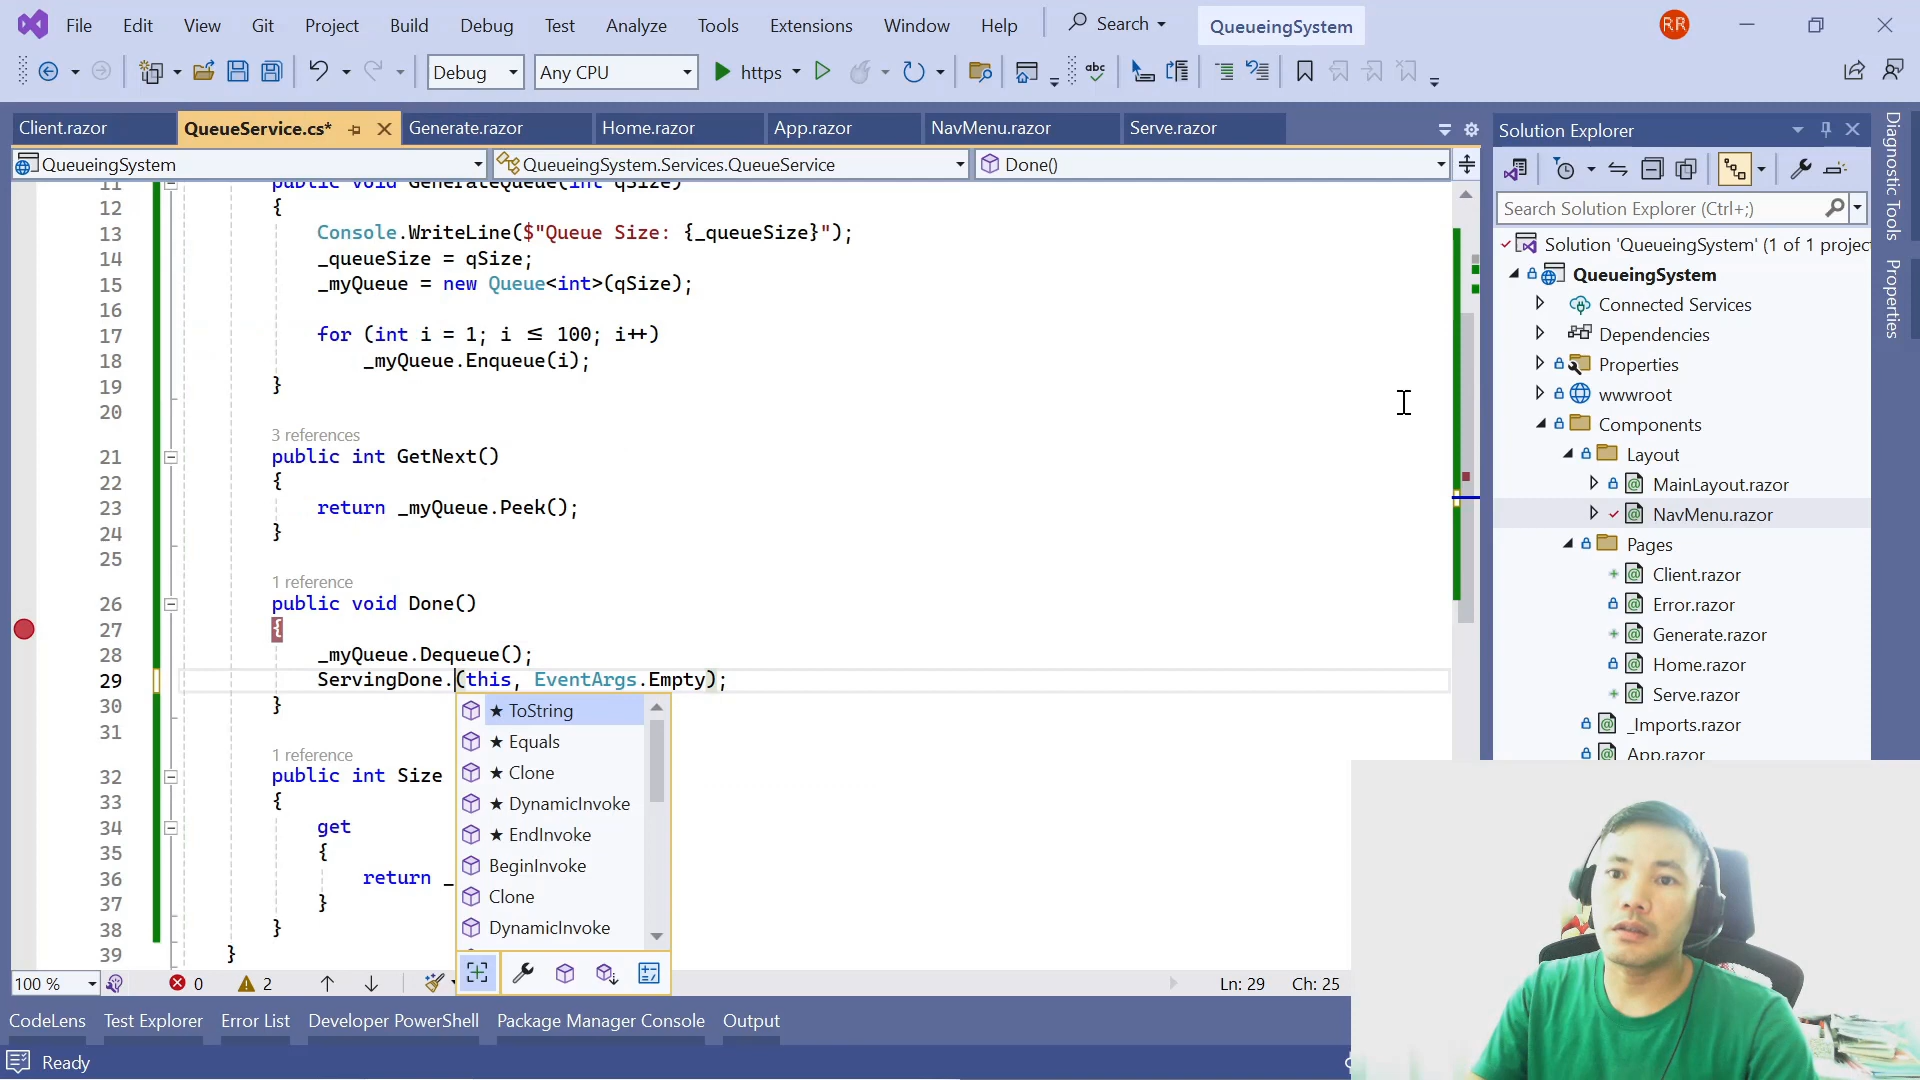 File Edit View Git Project Build Debug Test Analyze Tools Extensions Window Help Search QueueingSystem RR
Debug Any CPU https abc
Client.razor QueueService.cs* Generate.razor Home.razor App.razor NavMenu.razor Serve.razor
QueueingSystem QueueingSystem.Services.QueueService Done()
11 public void GenerateQueue(int qSize)
12 {
13 Console.WriteLine($"Queue Size: {_queueSize}");
14 _queueSize = qSize;
15 _myQueue = new Queue<int>(qSize);
16
17 for (int i = 1; i ≤ 100; i++)
18 _myQueue.Enqueue(i);
19 }
20
3 references
21 public int GetNext()
22 {
23 return _myQueue.Peek();
24 }
25
1 reference
26 public void Done()
27 {
28 _myQueue.Dequeue();
29 ServingDone.(this, EventArgs.Empty);
30 }
31
1 reference
32 public int Size
33 {
34 get
35 {
36 return _
37 }
38 }
39 }
★ ToString
★ Equals
★ Clone
★ DynamicInvoke
★ EndInvoke
BeginInvoke
Clone
DynamicInvoke
100 % 0 2 Ln: 29 Ch: 25
CodeLens Test Explorer Error List Developer PowerShell Package Manager Console Output
Ready
Solution Explorer
Search Solution Explorer (Ctrl+;)
Solution 'QueueingSystem' (1 of 1 project
QueueingSystem
Connected Services
Dependencies
Properties
wwwroot
Components
Layout
MainLayout.razor
NavMenu.razor
Pages
Client.razor
Error.razor
Generate.razor
Home.razor
Serve.razor
_Imports.razor
App.razor
Diagnostic Tools
Properties